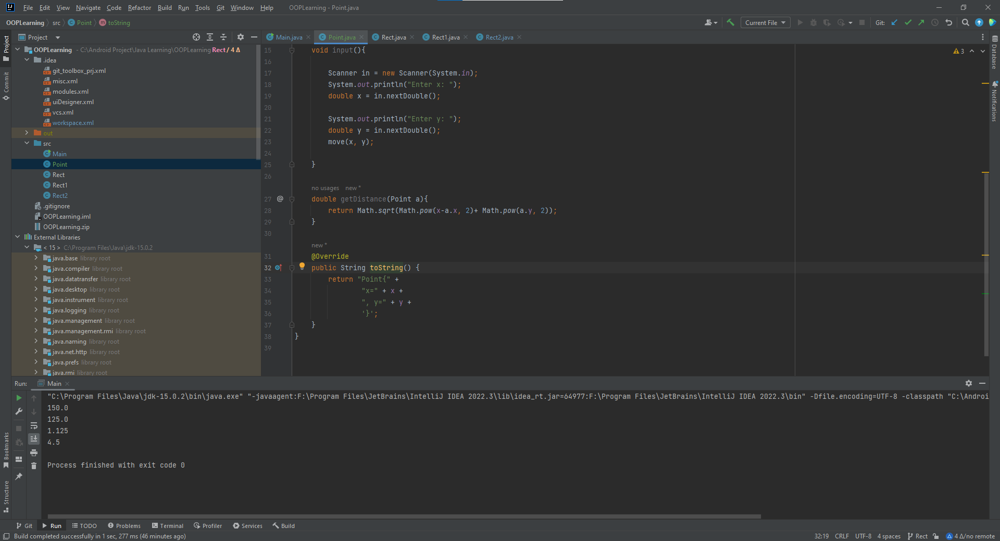 File Edit View Navigate Code Refactor Build Run Tools Git Window Help OOPLearning - Point.java
OOPLearning src Point toString
Current File Git:
Project
Main.java Point.java Rect.java Rect1.java Rect2.java
Project
Commit
Bookmarks
Structure
OOPLearning - C:\Android Project\Java Learning\OOPLearning Rect / 4 Δ
.idea
git_toolbox_prj.xml
misc.xml
modules.xml
uiDesigner.xml
vcs.xml
workspace.xml
out
src
Main
Point
Rect
Rect1
Rect2
.gitignore
OOPLearning.iml
OOPLearning.zip
External Libraries
< 15 > C:\Program Files\Java\jdk-15.0.2
java.base library root
java.compiler library root
java.datatransfer library root
java.desktop library root
java.instrument library root
java.logging library root
java.management library root
java.management.rmi library root
java.naming library root
java.net.http library root
java.prefs library root
java.rmi library root
15 void input(){
16
17 Scanner in = new Scanner(System.in);
18 System.out.println("Enter x: ");
19 double x = in.nextDouble();
20
21 System.out.println("Enter y: ");
22 double y = in.nextDouble();
23 move(x, y);
24
25 }
26
no usages new *
27 @ double getDistance(Point a){
28 return Math.sqrt(Math.pow(x-a.x, 2)+ Math.pow(a.y, 2));
29 }
30
new *
31 @Override
32 public String toString() {
33 return "Point{" +
34 "x=" + x +
35 ", y=" + y +
36 '}';
37 }
38 }
39
3
Database
Notifications
Run: Main
"C:\Program Files\Java\jdk-15.0.2\bin\java.exe" "-javaagent:F:\Program Files\JetBrains\IntelliJ IDEA 2022.3\lib\idea_rt.jar=64977:F:\Program Files\JetBrains\IntelliJ IDEA 2022.3\bin" -Dfile.encoding=UTF-8 -classpath "C:\Androi
150.0
125.0
1.125
4.5
Process finished with exit code 0
Git Run TODO Problems Terminal Profiler Services Build
Build completed successfully in 1 sec, 277 ms (46 minutes ago) 32:19 CRLF UTF-8 4 spaces Rect 4 Δ/no remote